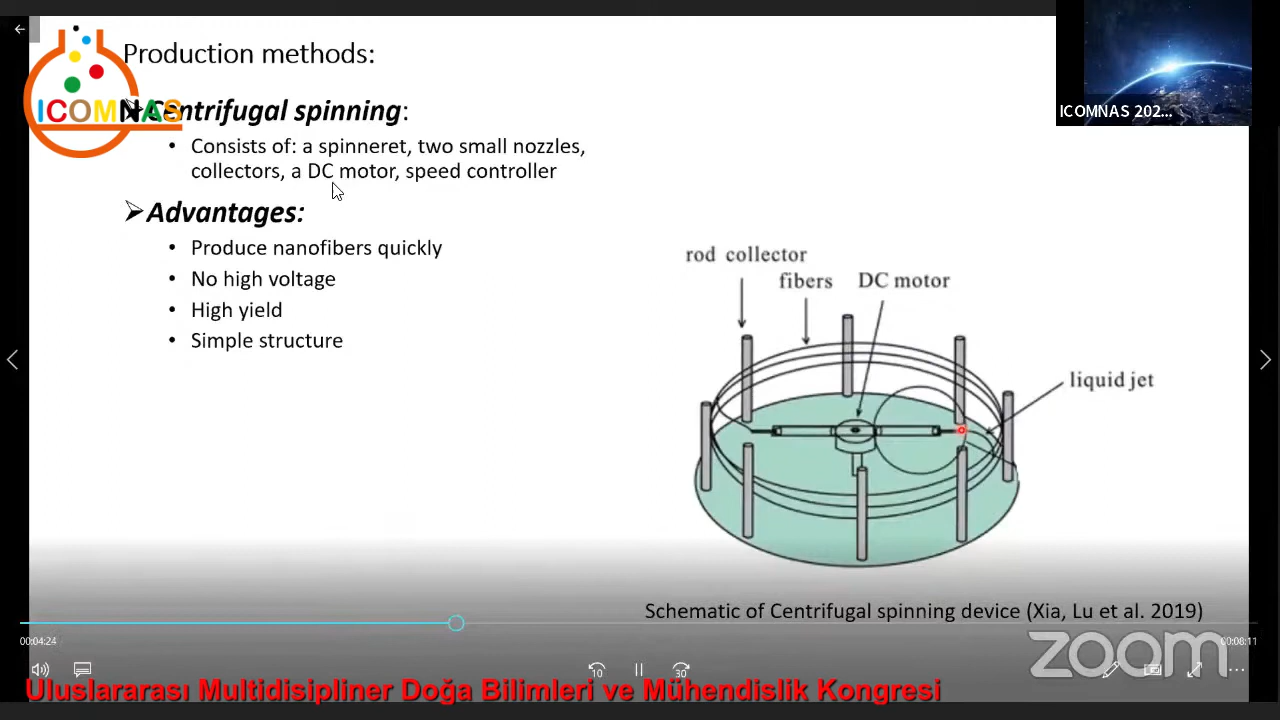 Production methods:
ICOMNAS
ICOMNAS 202...
➢Centrifugal spinning:
• Consists of: a spinneret, two small nozzles,
collectors, a DC motor, speed controller
➢Advantages:
• Produce nanofibers quickly
• No high voltage
• High yield
• Simple structure
rod collector
fibers
DC motor
liquid jet
Schematic of Centrifugal spinning device (Xia, Lu et al. 2019)
00:04:24
00:08:11
10
30
zoom
Uluslararası Multidisipliner Doğa Bilimleri ve Mühendislik Kongresi